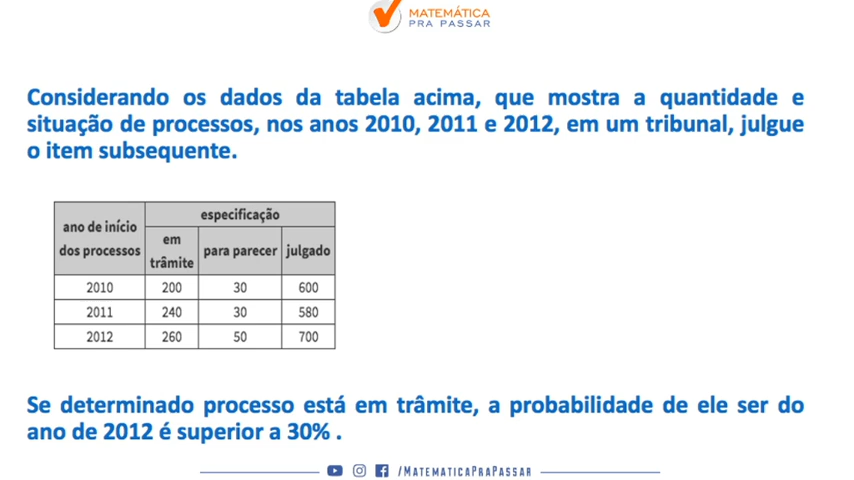 MATEMÁTICA
PRA PASSAR
Considerando os dados da tabela acima, que mostra a quantidade e
situação de processos, nos anos 2010, 2011 e 2012, em um tribunal, julgue
o item subsequente.
ano de início
dos processos
especificação
em
trâmite
para parecer
julgado
2010 200 30 600
2011 240 30 580
2012 260 50 700
Se determinado processo está em trâmite, a probabilidade de ele ser do
ano de 2012 é superior a 30% .
/MATEMATICAPRAPASSAR